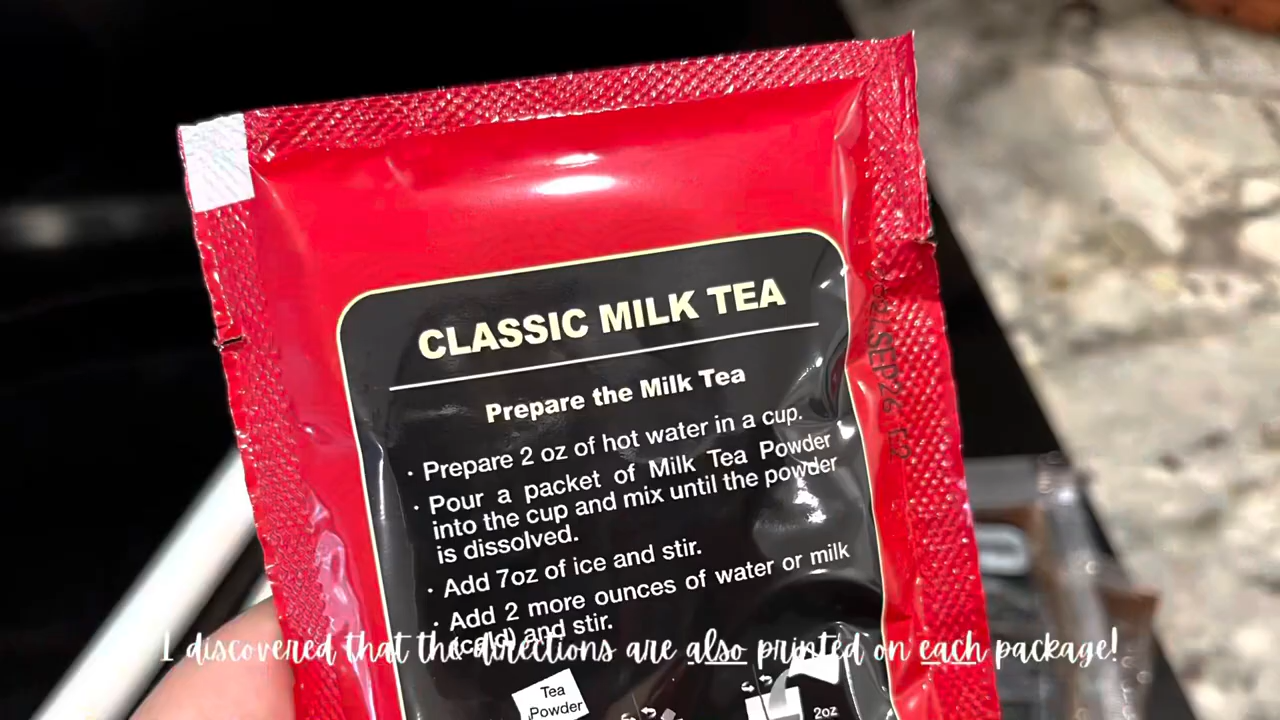 CLASSIC MILK TEA
Prepare the Milk Tea
· Prepare 2 oz of hot water in a cup.
· Pour a packet of Milk Tea Powder
into the cup and mix until the powder
is dissolved.
· Add 7oz of ice and stir.
· Add 2 more ounces of water or milk
(cold) and stir.
I discovered that the directions are also printed on each package!
Tea
Powder
2oz